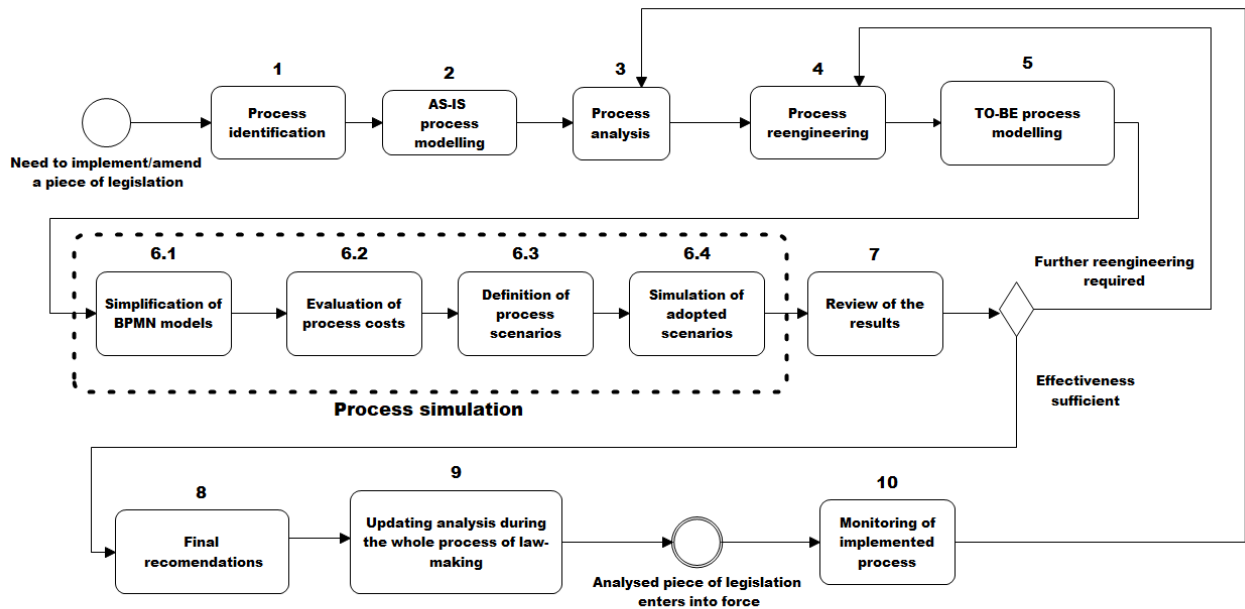 1
Process
identification
2
AS-IS
process
modelling
3
Process
analysis
4
Process
reengineering
5
TO-BE process
modelling
Need to implement/amend
a piece of legislation
6.1
Simplification of
BPMN models
6.2
Evaluation of
process costs
6.3
Definition of
process
scenarios
6.4
Simulation of
adopted
scenarios
7
Review of the
results
Further reengineering
required
Process simulation
Effectiveness
sufficient
8
Final
recomendations
9
Updating analysis during
the whole process of law-
making
Analysed piece of legislation
enters into force
10
Monitoring of
implemented
process